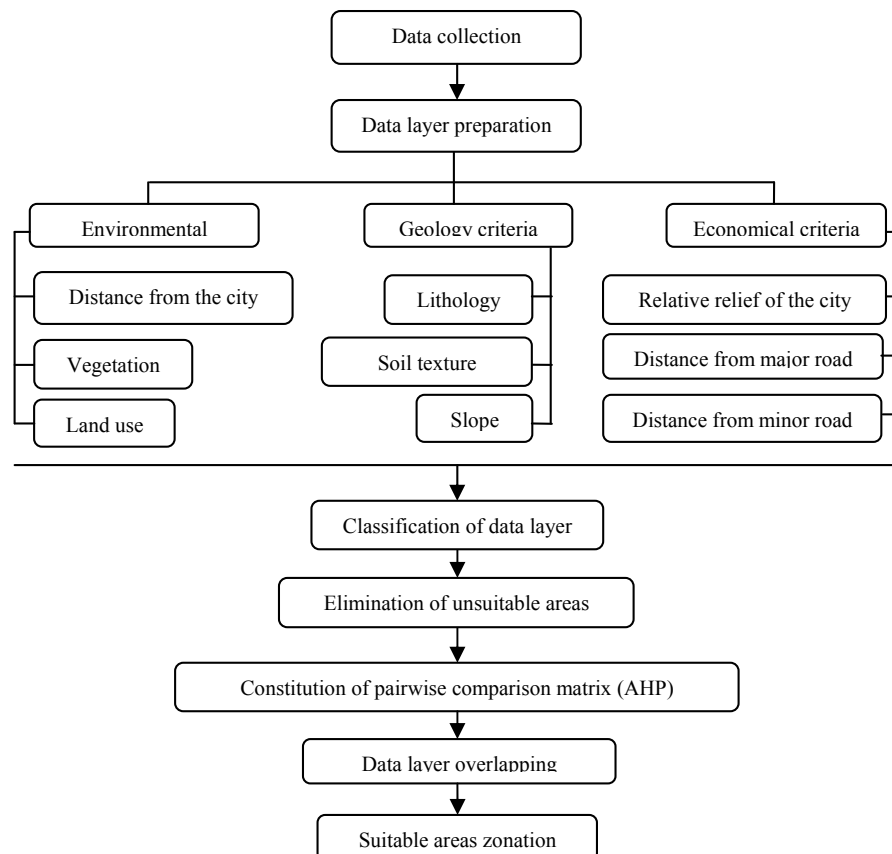 Data collection
Data layer preparation
Environmental
Geology criteria
Economical criteria
Distance from the city
Lithology
Relative relief of the city
Vegetation
Soil texture
Distance from major road
Land use
Slope
Distance from minor road
Classification of data layer
Elimination of unsuitable areas
Constitution of pairwise comparison matrix (AHP)
Data layer overlapping
Suitable areas zonation